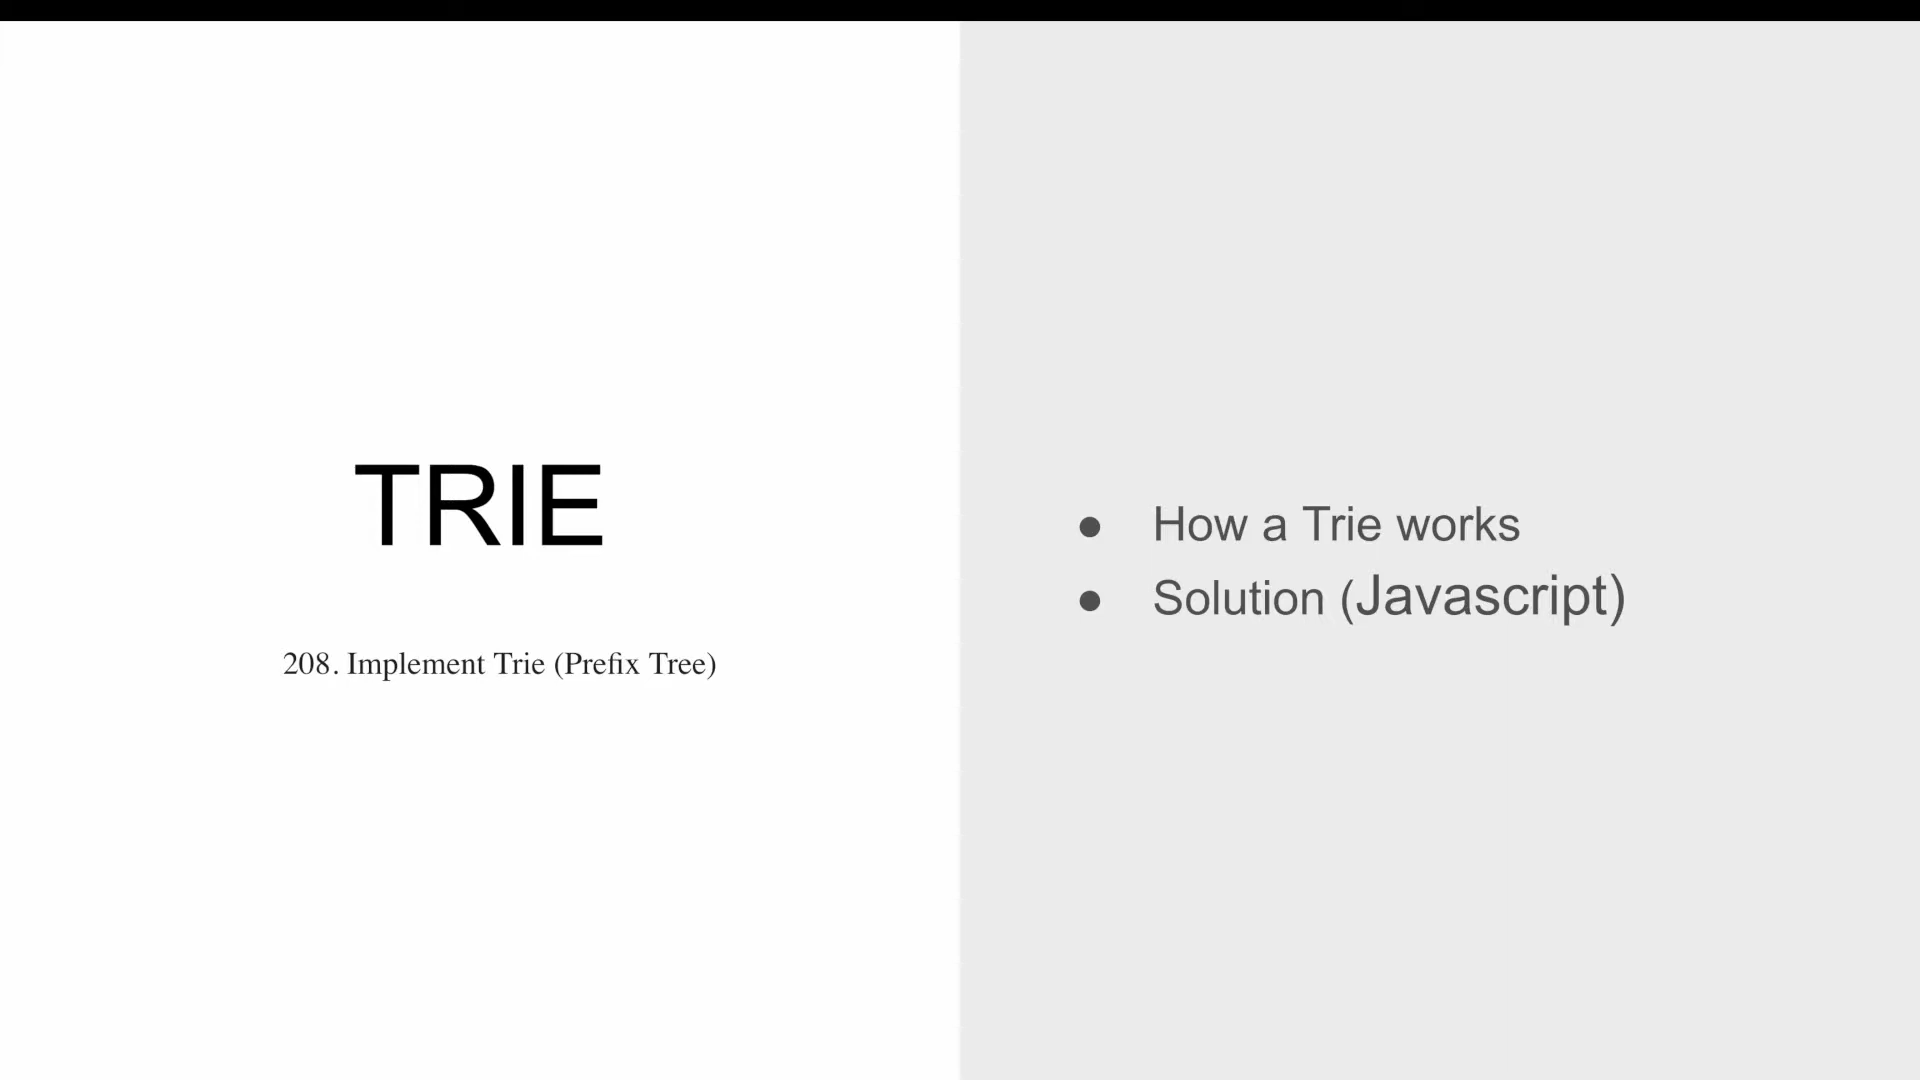 TRIE
208. Implement Trie (Prefix Tree)
● How a Trie works
● Solution (Javascript)